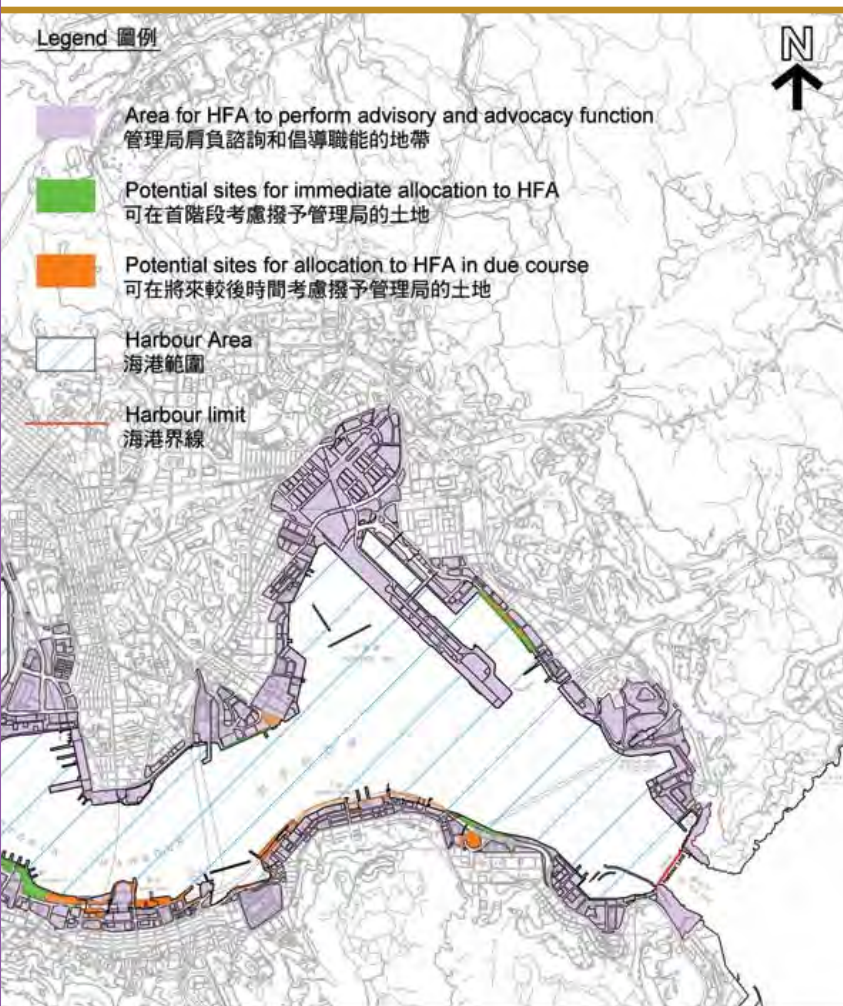 Legend 圖例
N
Area for HFA to perform advisory and advocacy function
管理局肩負諮詢和倡導職能的地帶
Potential sites for immediate allocation to HFA
可在首階段考慮撥予管理局的土地
Potential sites for allocation to HFA in due course
可在將來較後時間考慮撥予管理局的土地
Harbour Area
海港範圍
Harbour limit
海港界線